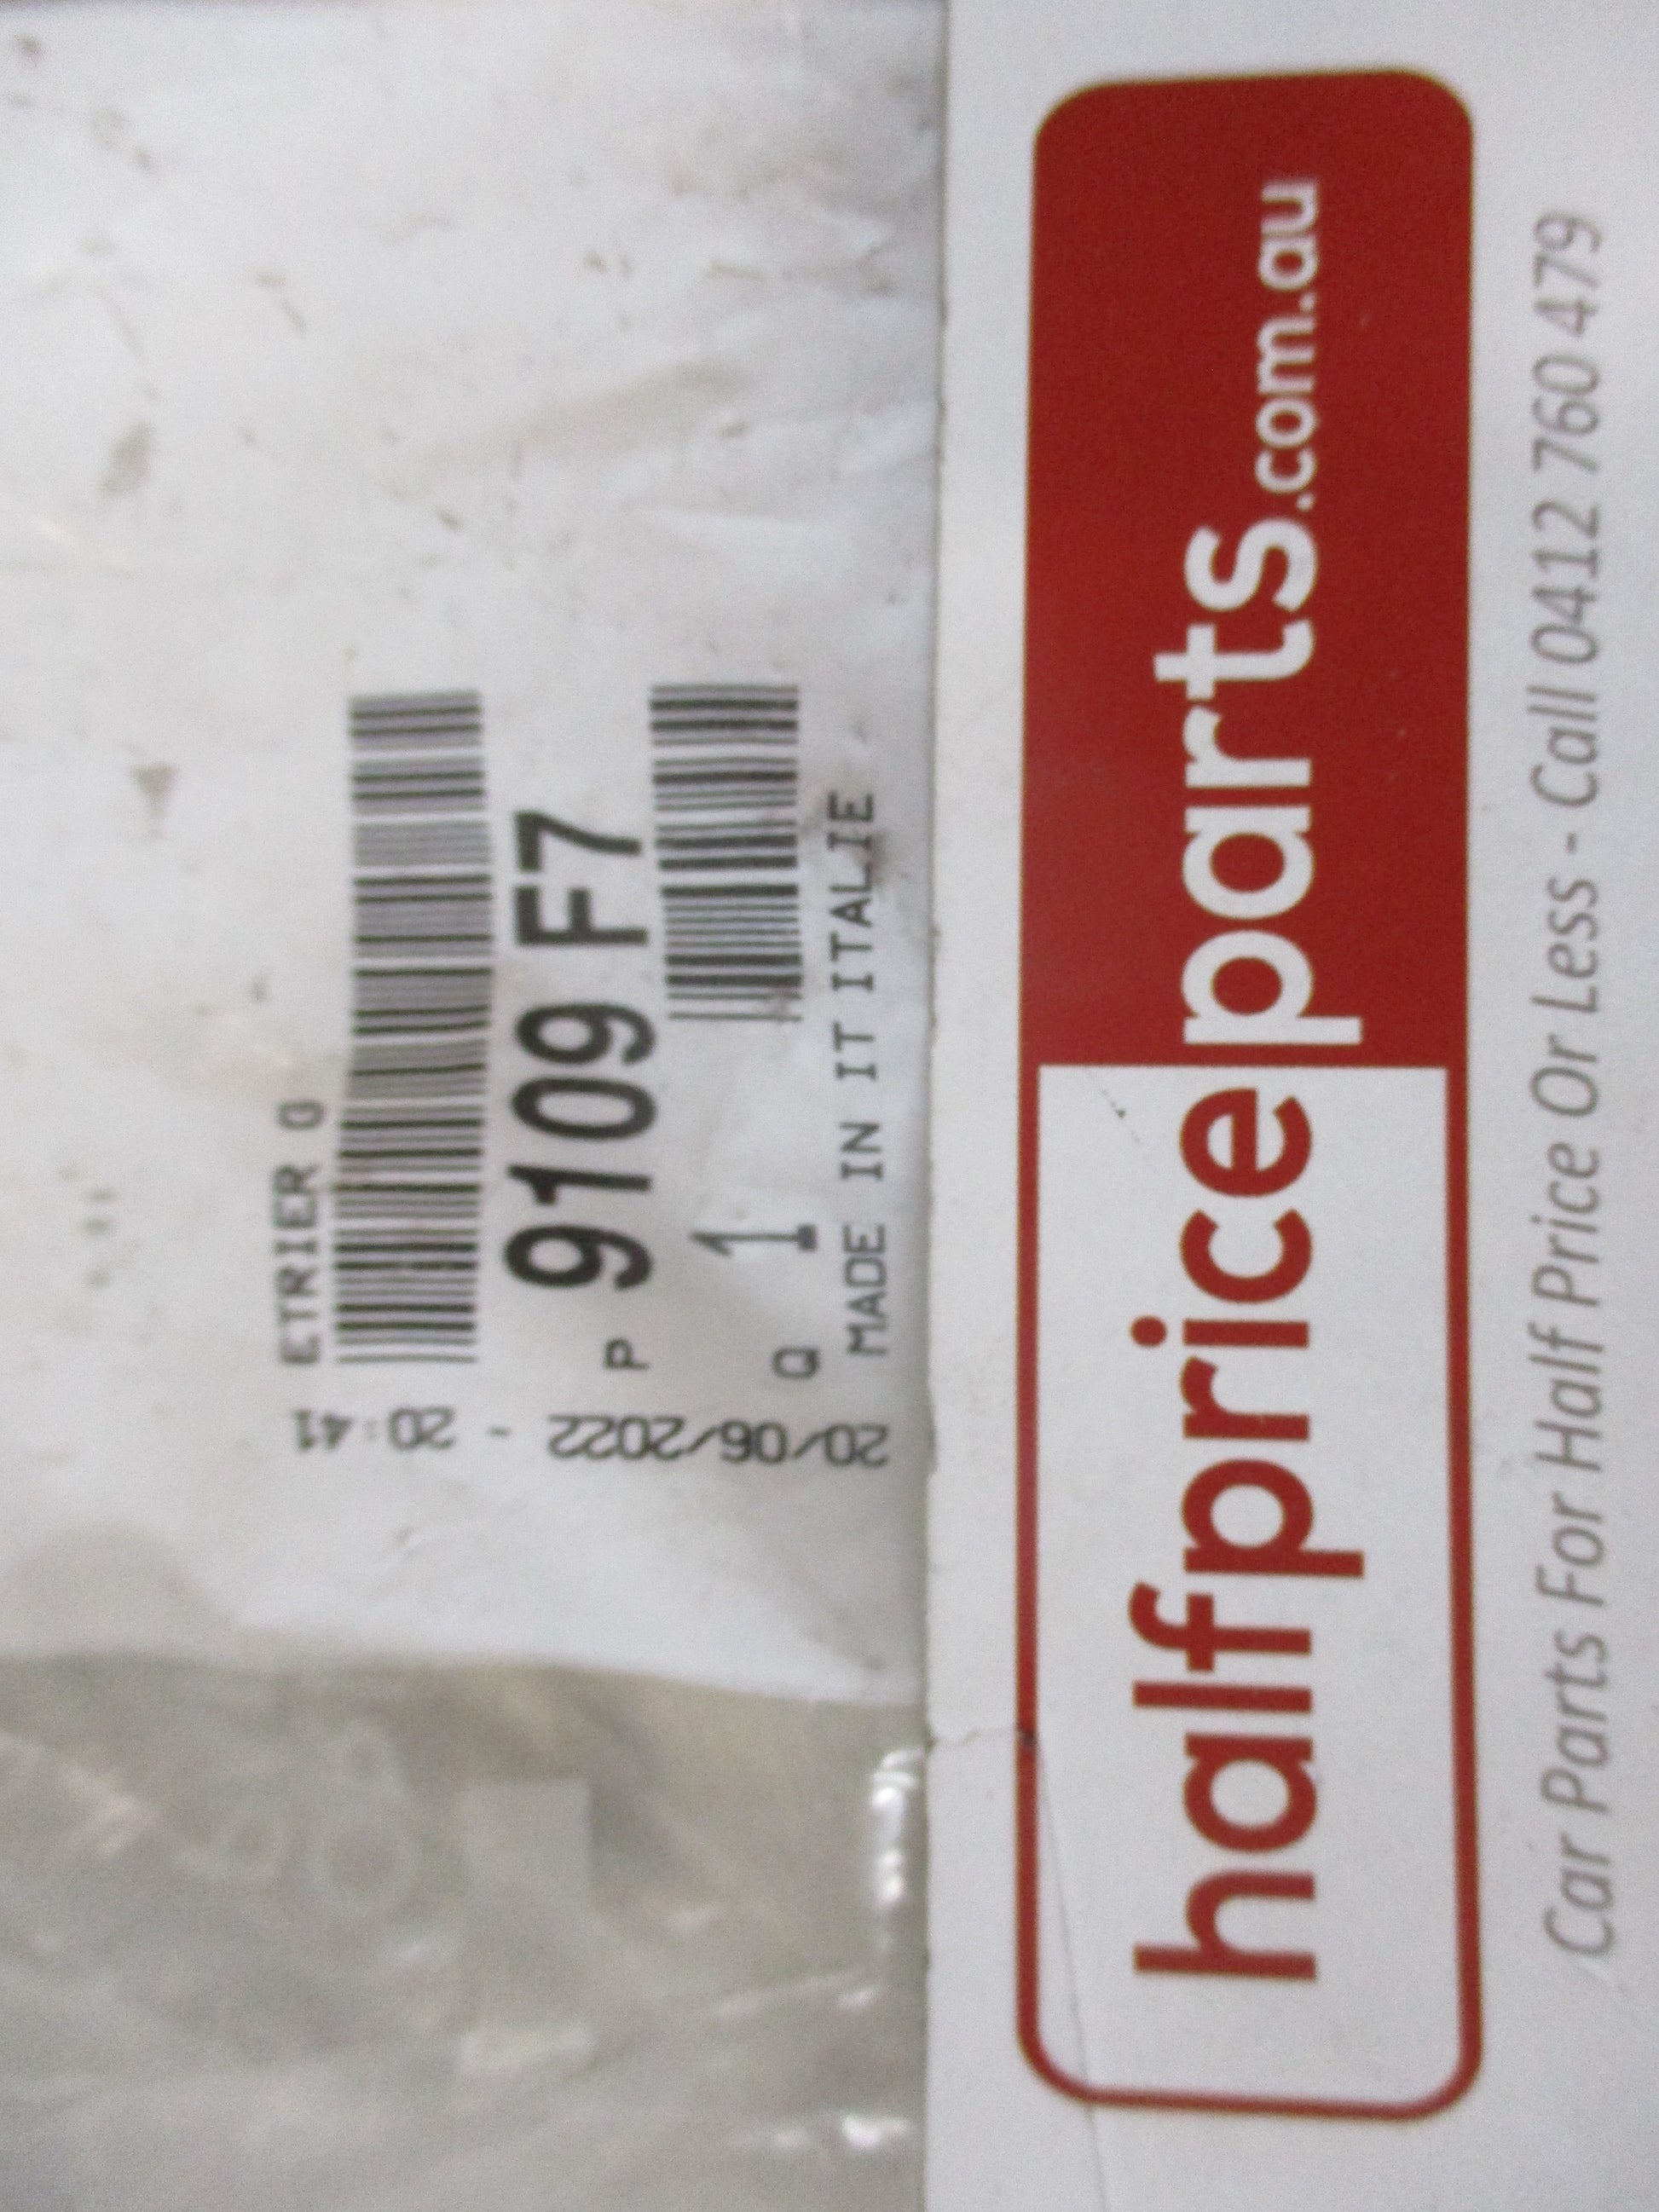 ETRIER G
P 9109 F7
Q 1
MADE IN IT ITALIE
20/06/2022 - 20:41
halfpriceparts.com.au
Car Parts For Half Price Or Less - Call 0412 760 479